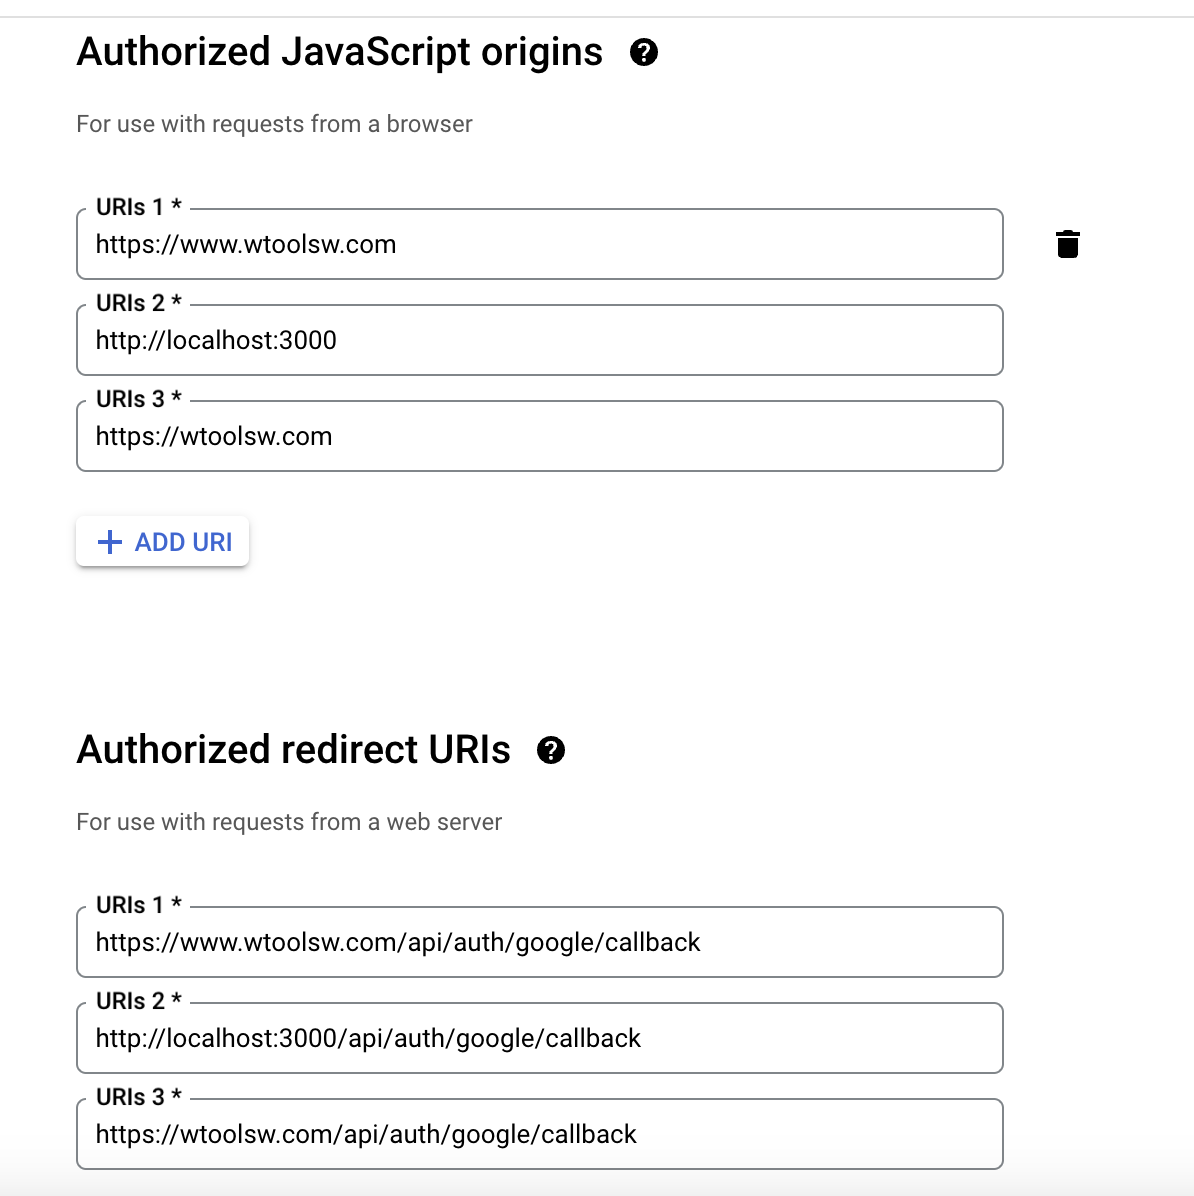 Authorized JavaScript origins
For use with requests from a browser
URIs 1 *
https://www.wtoolsw.com
URIs 2 *
http://localhost:3000
URIs 3 *
https://wtoolsw.com
ADD URI
Authorized redirect URIs
For use with requests from a web server
URIs 1 *
https://www.wtoolsw.com/api/auth/google/callback
URIs 2 *
http://localhost:3000/api/auth/google/callback
URIs 3 *
https://wtoolsw.com/api/auth/google/callback